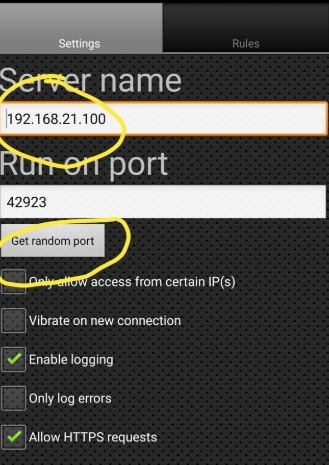 Settings
Rules
Server name
192.168.21.100
Run on port
42923
Get random port
Only allow access from certain IP(s)
Vibrate on new connection
Enable logging
Only log errors
Allow HTTPS requests